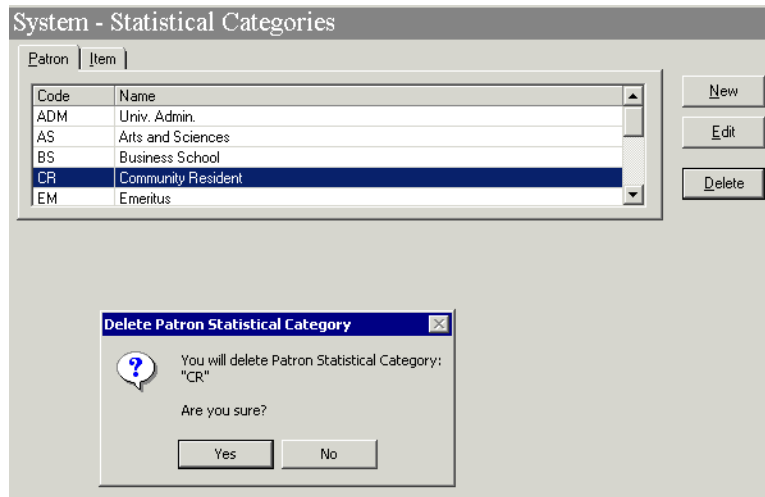 System - Statistical Categories
Patron Item
Code Name
ADM Univ. Admin.
AS Arts and Sciences
BS Business School
CR Community Resident
EM Emeritus
New
Edit
Delete
Delete Patron Statistical Category
You will delete Patron Statistical Category:
"CR"
Are you sure?
Yes No